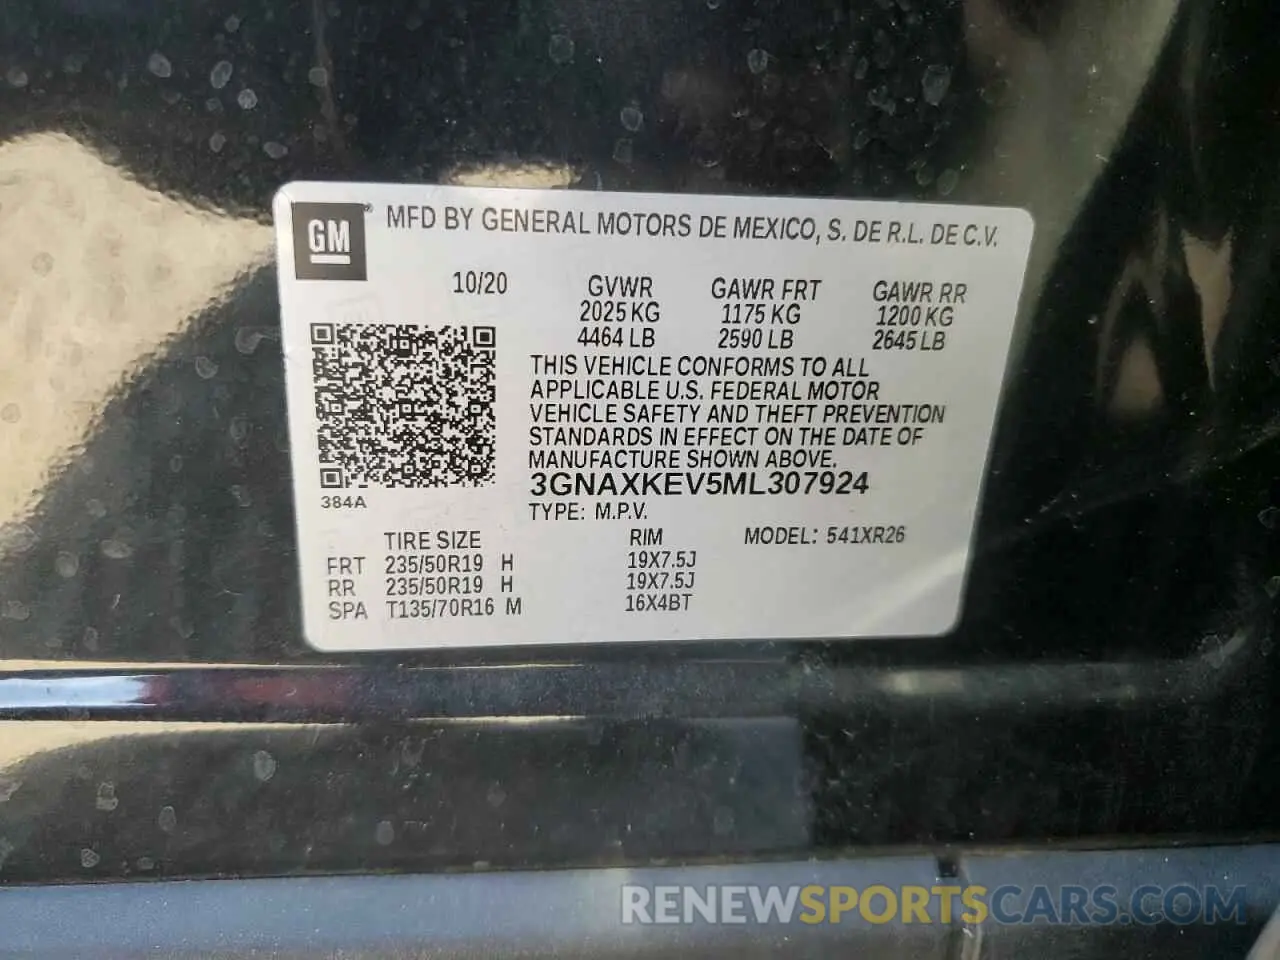 GM® MFD BY GENERAL MOTORS DE MEXICO, S. DE R.L. DE C.V.
10/20 GVWR GAWR FRT GAWR RR
2025 KG 1175 KG 1200 KG
4464 LB 2590 LB 2645 LB
THIS VEHICLE CONFORMS TO ALL
APPLICABLE U.S. FEDERAL MOTOR
VEHICLE SAFETY AND THEFT PREVENTION
STANDARDS IN EFFECT ON THE DATE OF
MANUFACTURE SHOWN ABOVE.
3GNAXKEV5ML307924
384A
TYPE: M.P.V.
TIRE SIZE RIM MODEL: 541XR26
FRT 235/50R19 H 19X7.5J
RR 235/50R19 H 19X7.5J
SPA T135/70R16 M 16X4BT
RENEWSPORTSCARS.COM